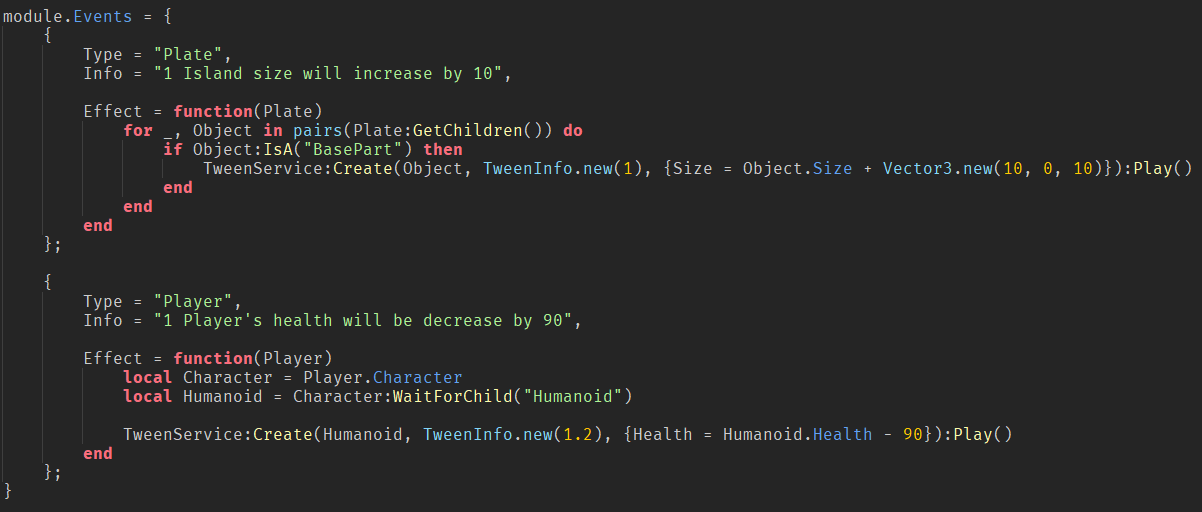 module.Events = {
    {
        Type = "Plate",
        Info = "1 Island size will increase by 10",

        Effect = function(Plate)
            for _, Object in pairs(Plate:GetChildren()) do
                if Object:IsA("BasePart") then
                    TweenService:Create(Object, TweenInfo.new(1), {Size = Object.Size + Vector3.new(10, 0, 10)}):Play()
                end
            end
        end
    };

    {
        Type = "Player",
        Info = "1 Player's health will be decrease by 90",

        Effect = function(Player)
            local Character = Player.Character
            local Humanoid = Character:WaitForChild("Humanoid")

            TweenService:Create(Humanoid, TweenInfo.new(1.2), {Health = Humanoid.Health - 90}):Play()
        end
    };
}